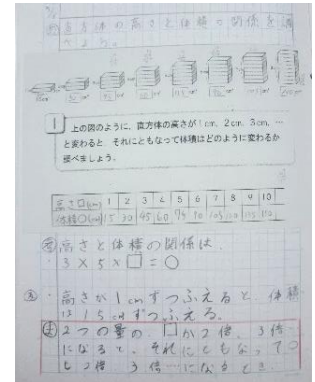 直方体の高さと体積の関係を調
べよう。
1 上の図のように、直方体の高さが1cm、2cm、3cm、…
と変わると、それにともなって体積はどのように変わるか
調べましょう。
高さ□(cm) 1 2 3 4 5 6 7 8 9 10
体積○(cm) 15 30 45 60 75 90 105
高さと体積の関係は
3×5×□=○
高さが1cmずつふえると、体積
は15cmずつふえる。
2つの量の、□が2倍、3倍
になると、それにともなって○
も2倍、3倍…になるとき